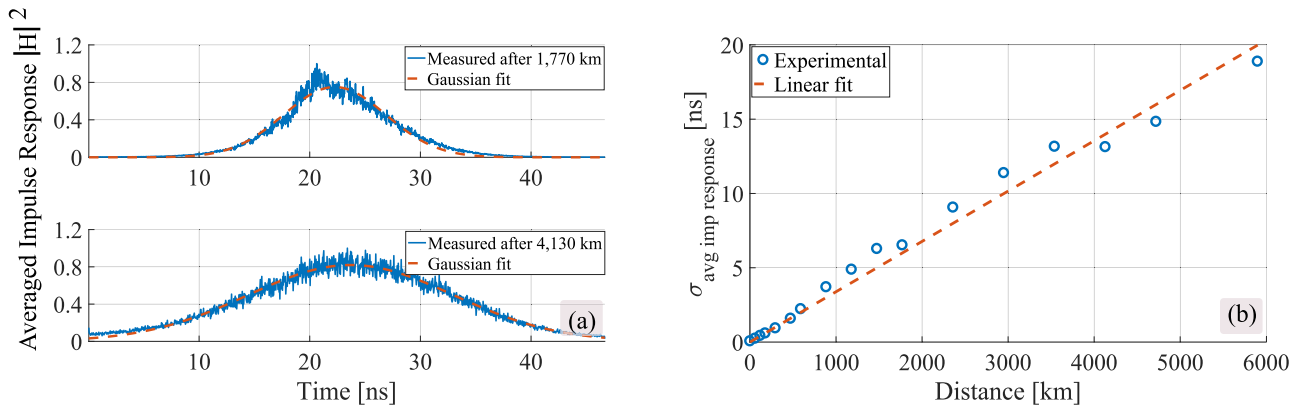 Averaged Impulse Response |H|²
1.2
0.8
0.4
0
Measured after 1,770 km
Gaussian fit
10 20 30 40
1.2
0.8
0.4
0
Measured after 4,130 km
Gaussian fit
(a)
10 20 30 40
Time [ns]
σ avg imp response [ns]
20
15
10
5
0
Experimental
Linear fit
(b)
0 1000 2000 3000 4000 5000 6000
Distance [km]